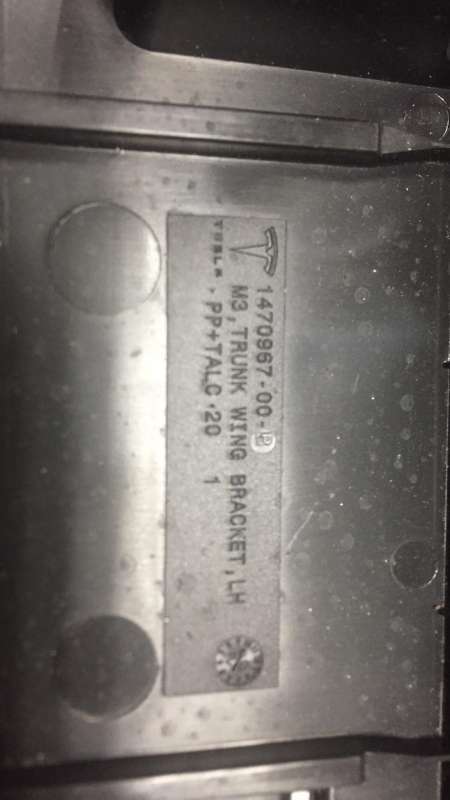 TESLA
1470967-00-B
M3, TRUNK WING BRACKET, LH
PP+TALC 20
1